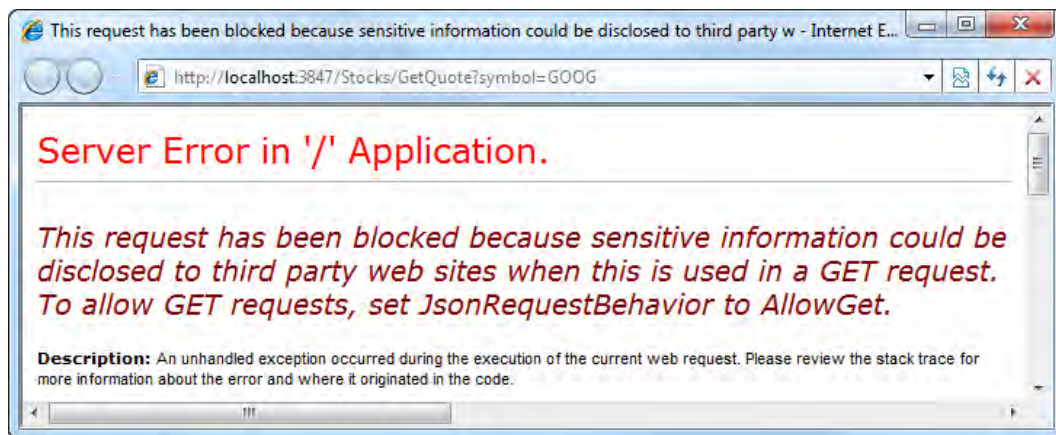 This request has been blocked because sensitive information could be disclosed to third party w - Internet E...
http://localhost:3847/Stocks/GetQuote?symbol=GOOG
Server Error in '/' Application.
This request has been blocked because sensitive information could be
disclosed to third party web sites when this is used in a GET request.
To allow GET requests, set JsonRequestBehavior to AllowGet.
Description: An unhandled exception occurred during the execution of the current web request. Please review the stack trace for
more information about the error and where it originated in the code.